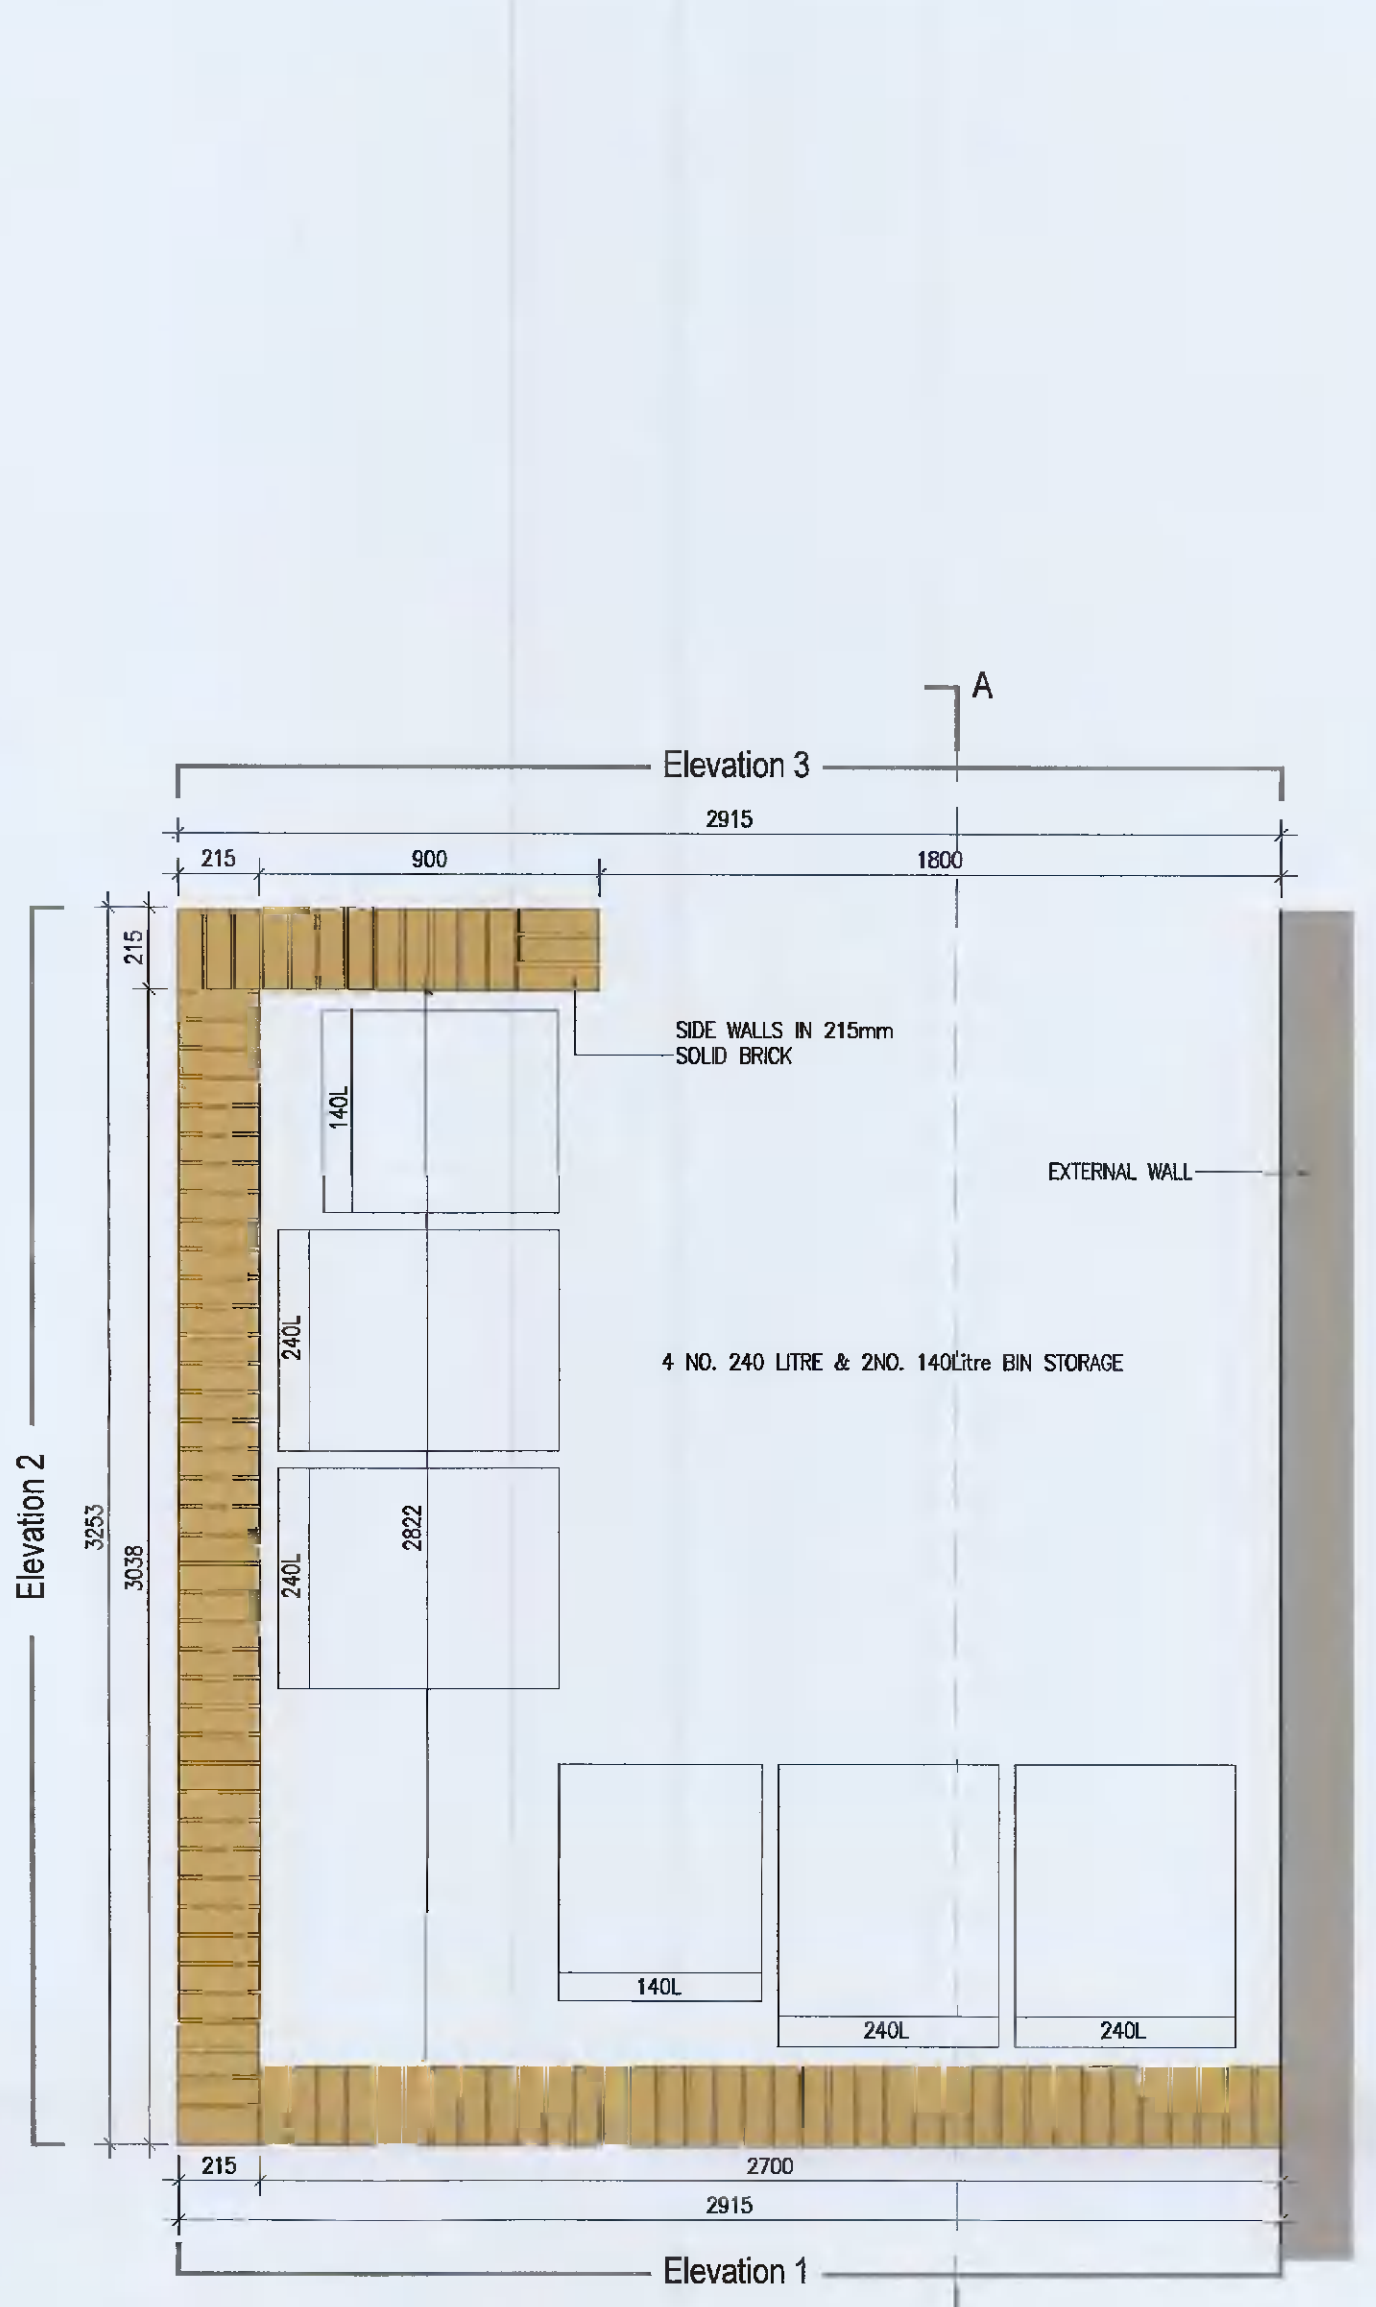 A
Elevation 3
2915
215
900
1800
215
SIDE WALLS IN 215mm
SOLID BRICK
140L
EXTERNAL WALL
240L
4 NO. 240 LITRE & 2NO. 140Litre BIN STORAGE
Elevation 2
3253
3038
240L
2822
140L
240L
240L
215
2700
2915
Elevation 1